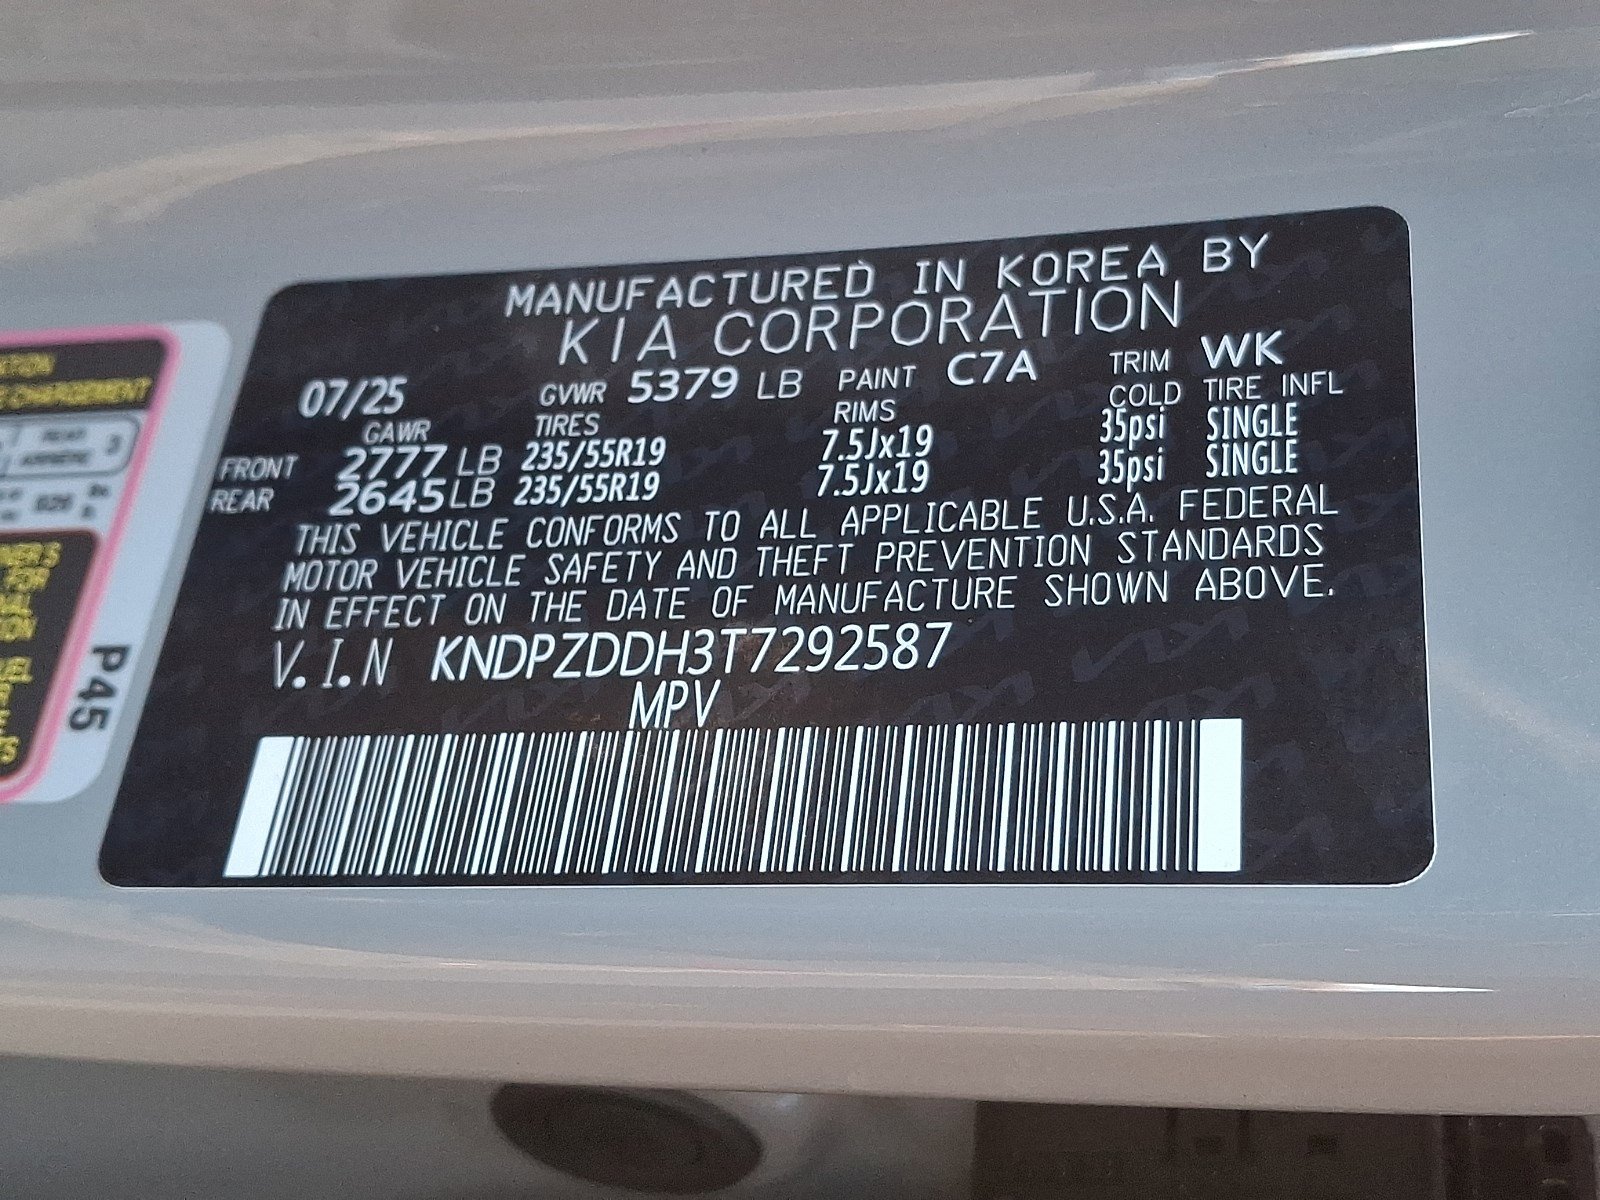 MANUFACTURED IN KOREA BY
KIA CORPORATION
07/25 GVWR 5379 LB PAINT C7A TRIM WK
GAWR TIRES RIMS COLD TIRE INFL
FRONT 2777 LB 235/55R19 7.5Jx19 35psi SINGLE
REAR 2645 LB 235/55R19 7.5Jx19 35psi SINGLE
THIS VEHICLE CONFORMS TO ALL APPLICABLE U.S.A. FEDERAL
MOTOR VEHICLE SAFETY AND THEFT PREVENTION STANDARDS
IN EFFECT ON THE DATE OF MANUFACTURE SHOWN ABOVE.
V.I.N KNDPZDDH3T7292587
MPV
P45
REAR 3
ARRIÈRE